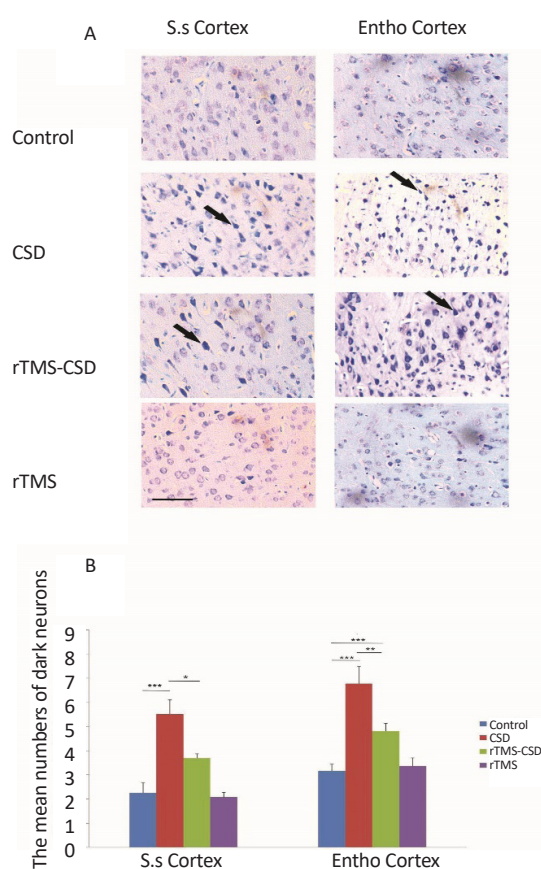 A
S.s Cortex
Entho Cortex
Control
CSD
rTMS-CSD
rTMS
B
The mean numbers of dark neurons
9
8
7
6
5
4
3
2
1
0
***
*
***
***
**
Control
CSD
rTMS-CSD
rTMS
S.s Cortex
Entho Cortex